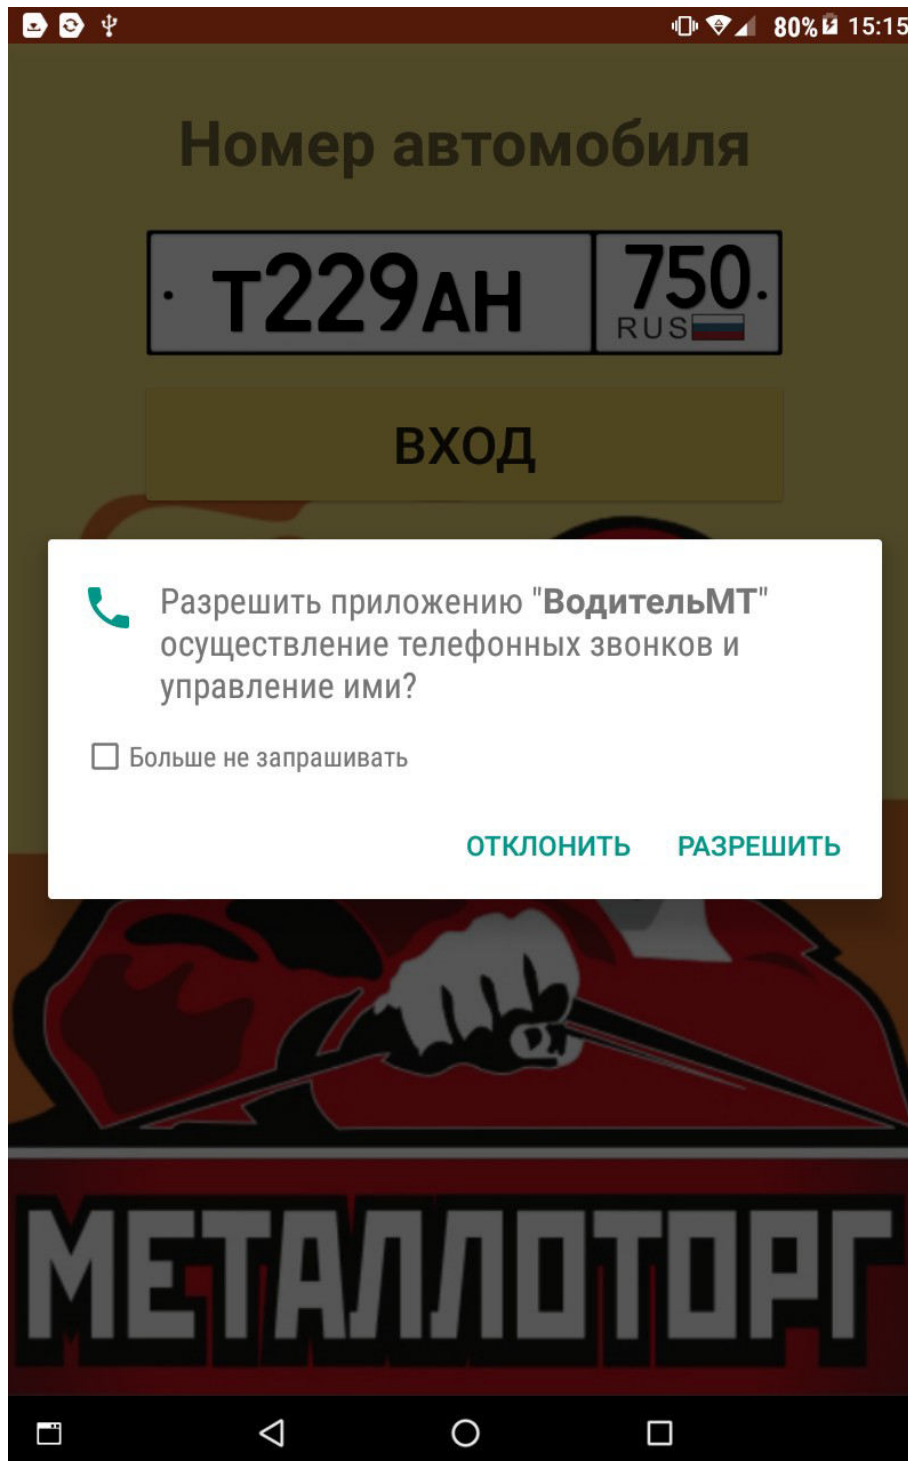 80% 15:15
Номер автомобиля
Т229АН 750
RUS
ВХОД
Разрешить приложению "ВодительМТ"
осуществление телефонных звонков и
управление ими?
Больше не запрашивать
ОТКЛОНИТЬ РАЗРЕШИТЬ
МЕТАЛЛОТОРГ